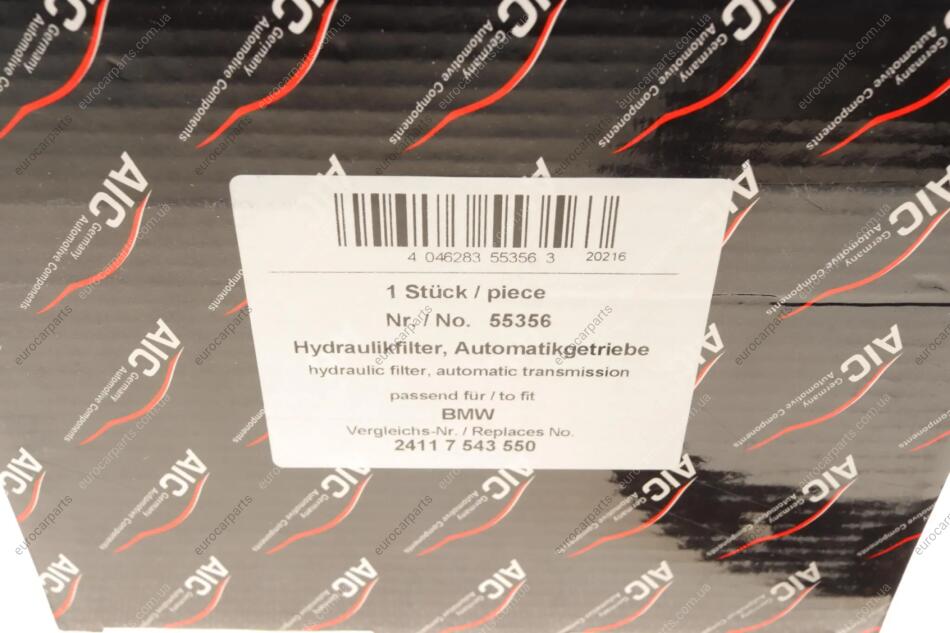 4 046283 55356 3 20216
1 Stück / piece
Nr. / No. 55356
Hydraulikfilter, Automatikgetriebe
hydraulic filter, automatic transmission
passend für / to fit
BMW
Vergleichs-Nr. / Replaces No.
2411 7 543 550
AIC
Germany
Automotive Components
eurocarparts.com.ua